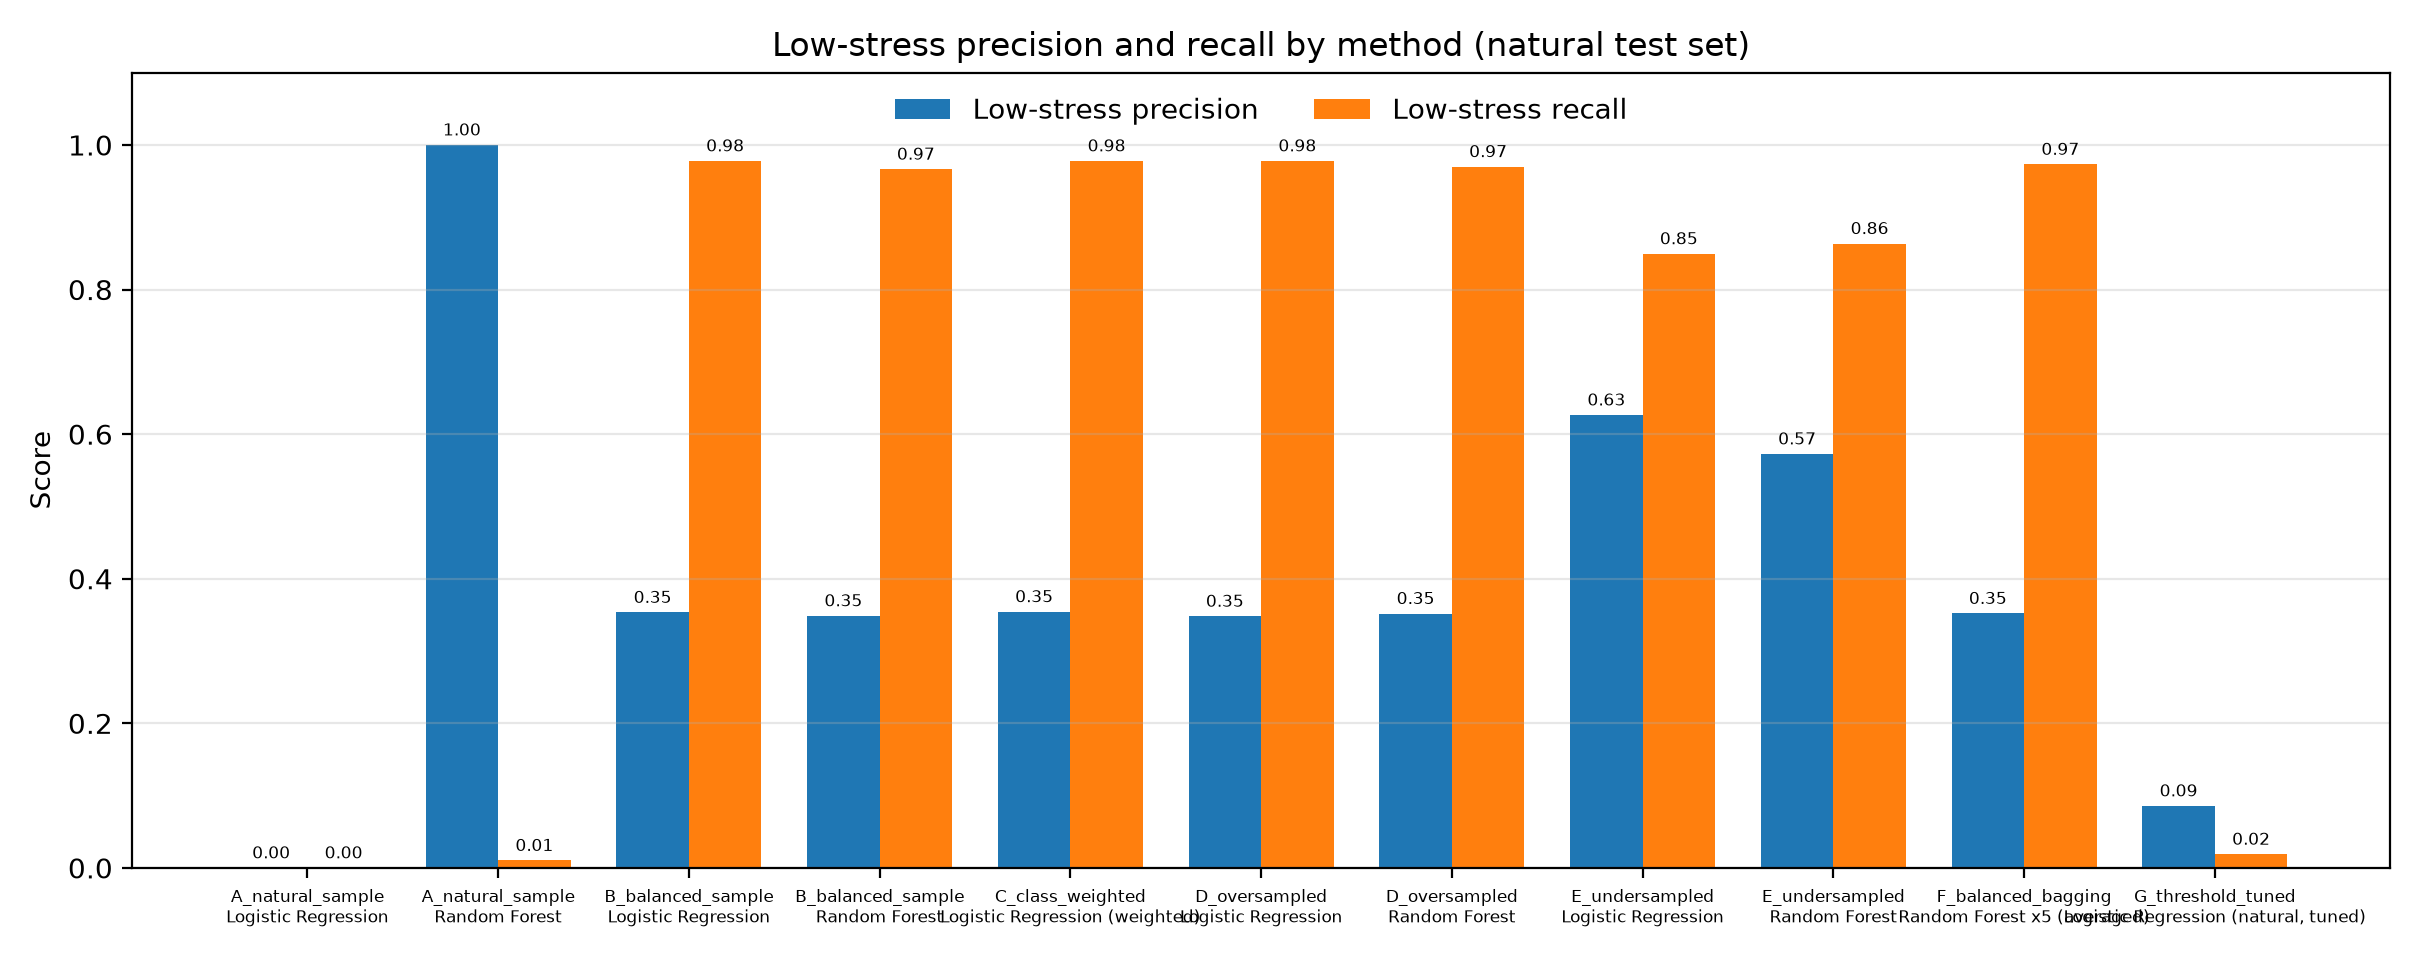 Low-stress precision and recall by method (natural test set)
Low-stress precision Low-stress recall
Score
1.0
0.8
0.6
0.4
0.2
0.0
0.00 0.00
1.00 0.01
0.35 0.98
0.35 0.97
0.35 0.98
0.35 0.98
0.35 0.97
0.63 0.85
0.57 0.86
0.35 0.97
0.09 0.02
A_natural_sample
Logistic Regression
A_natural_sample
Random Forest
B_balanced_sample
Logistic Regression
B_balanced_sample
Random Forest
C_class_weighted
Logistic Regression (weighted)
D_oversampled
Logistic Regression
D_oversampled
Random Forest
E_undersampled
Logistic Regression
E_undersampled
Random Forest
F_balanced_bagging
Random Forest x5 (averaged)
G_threshold_tuned
Logistic Regression (natural, tuned)